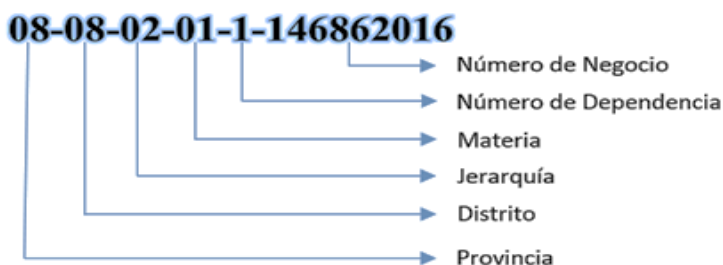 08-08-02-01-1-146862016
Número de Negocio
Número de Dependencia
Materia
Jerarquía
Distrito
Provincia